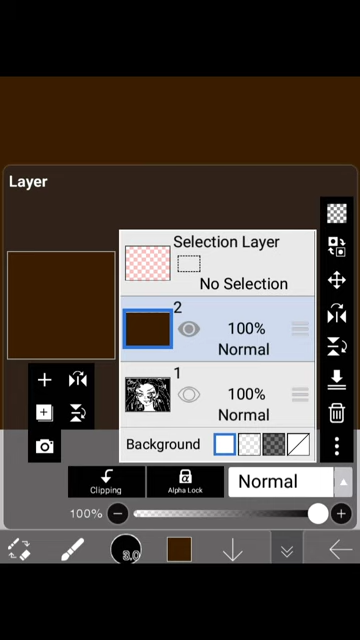 Layer
Selection Layer
No Selection
2
100%
Normal
1
100%
Normal
Background
Clipping
Alpha Lock
Normal
100%
3.0